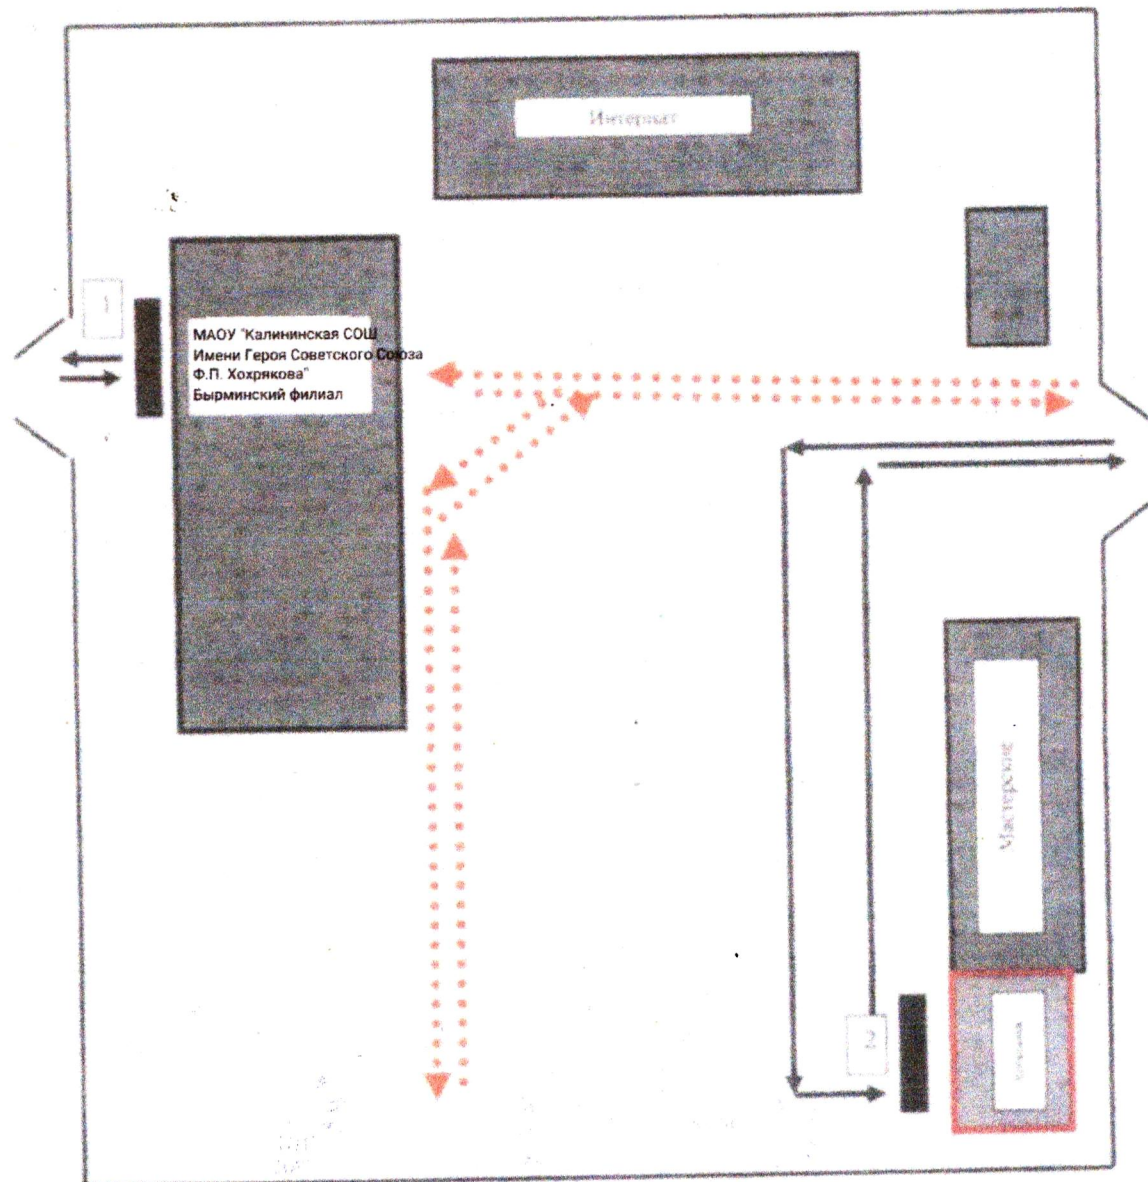 Интернат
1
МАОУ "Калининская СОШ
Имени Героя Советского Союза
Ф.П. Хохрякова"
Бырминский филиал
Мастерские
2